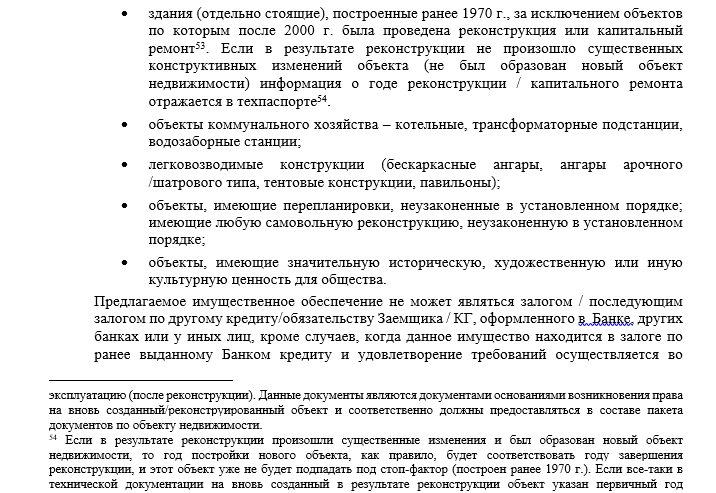 • здания (отдельно стоящие), построенные ранее 1970 г., за исключением объектов
по которым после 2000 г. была проведена реконструкция или капитальный
ремонт⁵³. Если в результате реконструкции не произошло существенных
конструктивных изменений объекта (не был образован новый объект
недвижимости) информация о годе реконструкции / капитального ремонта
отражается в техпаспорте⁵⁴.
• объекты коммунального хозяйства – котельные, трансформаторные подстанции,
водозаборные станции;
• легковозводимые конструкции (бескаркасные ангары, ангары арочного
/шатрового типа, тентовые конструкции, павильоны);
• объекты, имеющие перепланировки, неузаконенные в установленном порядке;
имеющие любую самовольную реконструкцию, неузаконенную в установленном
порядке;
• объекты, имеющие значительную историческую, художественную или иную
культурную ценность для общества.
Предлагаемое имущественное обеспечение не может являться залогом / последующим
залогом по другому кредиту/обязательству Заемщика / КГ, оформленного в Банке, других
банках или у иных лиц, кроме случаев, когда данное имущество находится в залоге по
ранее выданному Банком кредиту и удовлетворение требований осуществляется во
эксплуатацию (после реконструкции). Данные документы являются документами основаниями возникновения права
на вновь созданный/реконструированный объект и соответственно должны предоставляться в составе пакета
документов по объекту недвижимости.
⁵⁴ Если в результате реконструкции произошли существенные изменения и был образован новый объект
недвижимости, то год постройки нового объекта, как правило, будет соответствовать году завершения
реконструкции, и этот объект уже не будет подпадать под стоп-фактор (построен ранее 1970 г.). Если все-таки в
технической документации на вновь созданный в результате реконструкции объект указан первичный год